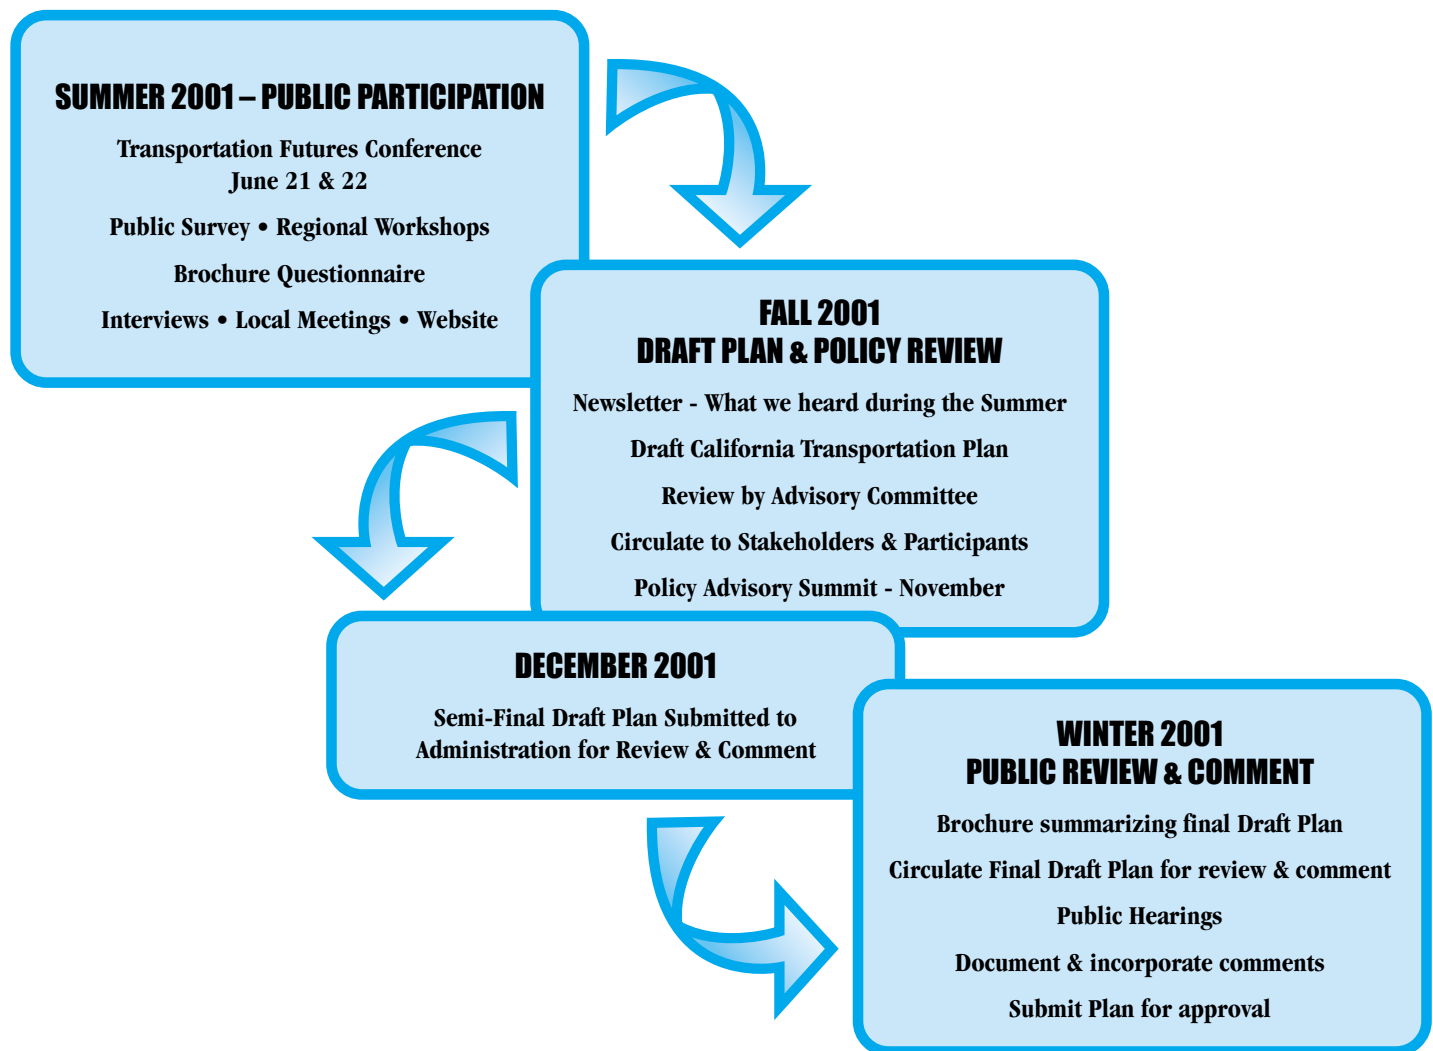 SUMMER 2001 – PUBLIC PARTICIPATION
Transportation Futures Conference
June 21 & 22
Public Survey • Regional Workshops
Brochure Questionnaire
Interviews • Local Meetings • Website
FALL 2001
DRAFT PLAN & POLICY REVIEW
Newsletter - What we heard during the Summer
Draft California Transportation Plan
Review by Advisory Committee
Circulate to Stakeholders & Participants
Policy Advisory Summit - November
DECEMBER 2001
Semi-Final Draft Plan Submitted to
Administration for Review & Comment
WINTER 2001
PUBLIC REVIEW & COMMENT
Brochure summarizing final Draft Plan
Circulate Final Draft Plan for review & comment
Public Hearings
Document & incorporate comments
Submit Plan for approval